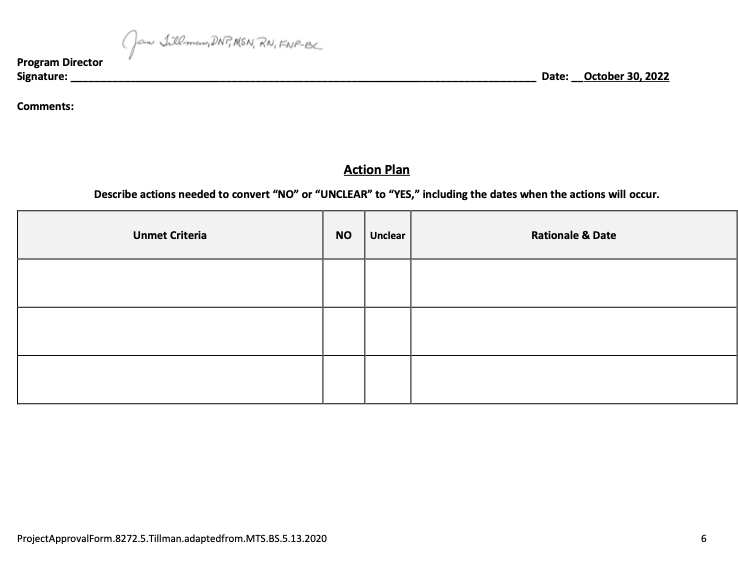 Jane Tillman, DNP, MSN, RN, FNP-BC
Program Director
Signature: ______________________________________________________________________________ Date: __October 30, 2022
Comments:
Action Plan
Describe actions needed to convert “NO” or “UNCLEAR” to “YES,” including the dates when the actions will occur.
Unmet Criteria NO Unclear Rationale & Date
ProjectApprovalForm.8272.5.Tillman.adaptedfrom.MTS.BS.5.13.2020 6